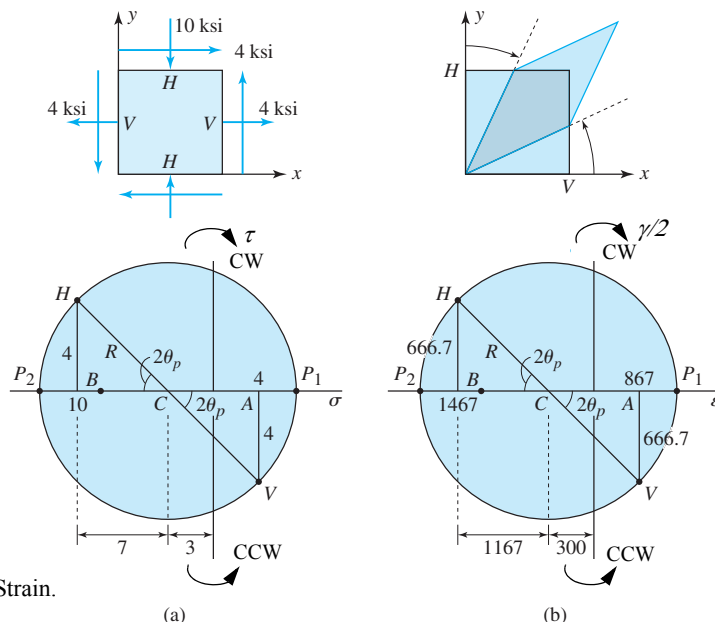 y
10 ksi
4 ksi
H
4 ksi
V
V
4 ksi
H
x
y
H
V
x
τ
CW
H
4
R
2θp
P2
B
4
P1
10
C
2θp
A
σ
4
V
7
3
CCW
γ/2
CW
H
666.7
R
2θp
P2
B
867
P1
1467
C
2θp
A
ε
666.7
V
1167
300
CCW
Strain.
(a)
(b)